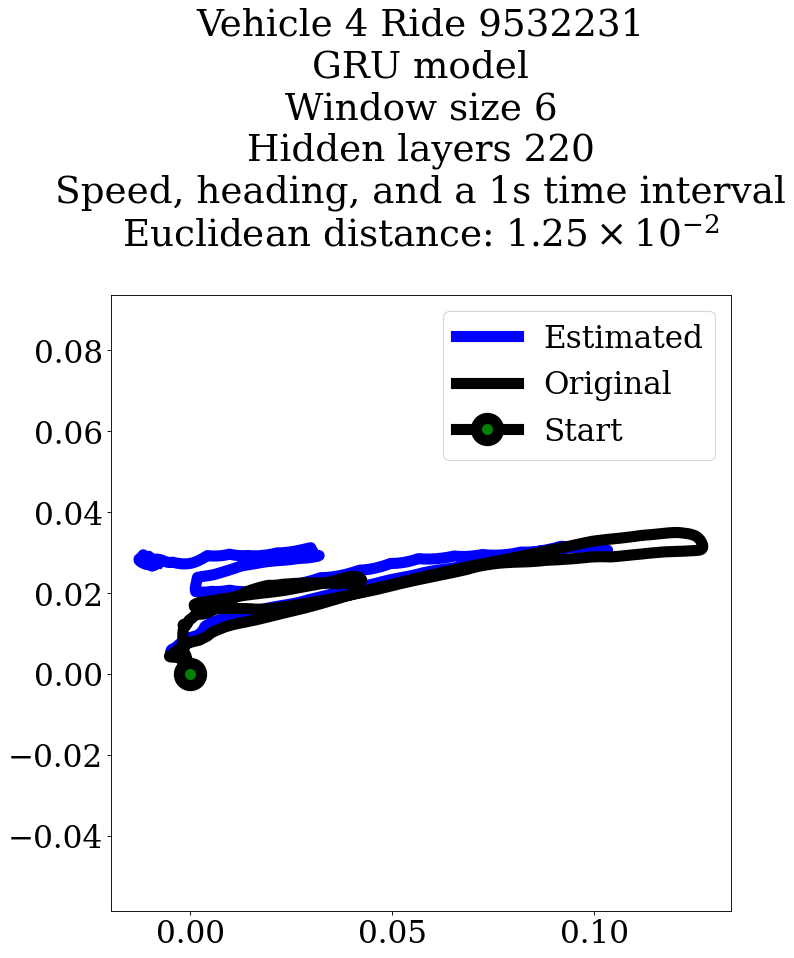 Vehicle 4 Ride 9532231
GRU model
Window size 6
Hidden layers 220
Speed, heading, and a 1s time interval
Euclidean distance: 1.25 × 10⁻²
Estimated
Original
Start
0.08
0.06
0.04
0.02
0.00
−0.02
−0.04
0.00 0.05 0.10